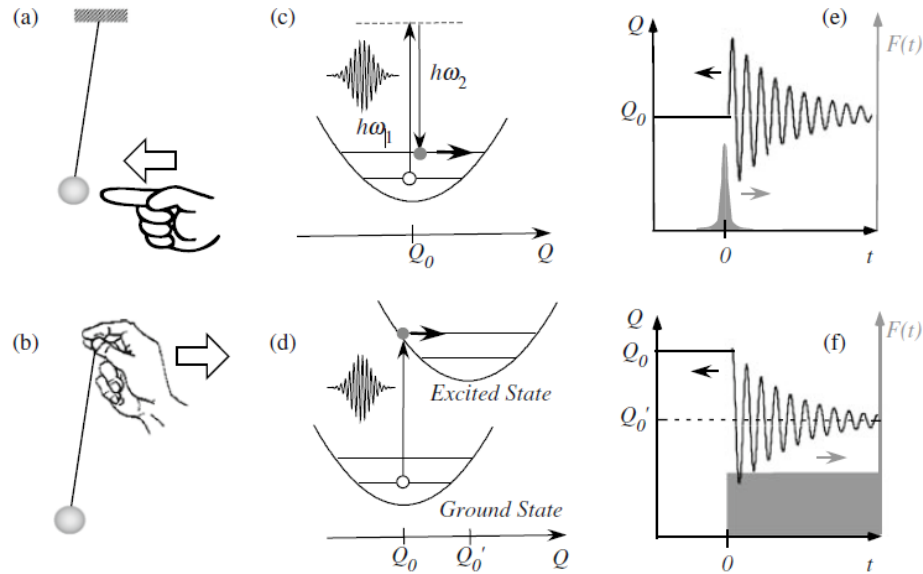 (a)
(c)
(e)
Q
F(t)
hω₂
hω₁
Q₀
0
t
Q₀
Q
(b)
(d)
(f)
Q
F(t)
Q₀
Q₀'
Excited State
Ground State
Q₀
Q₀'
Q
0
t